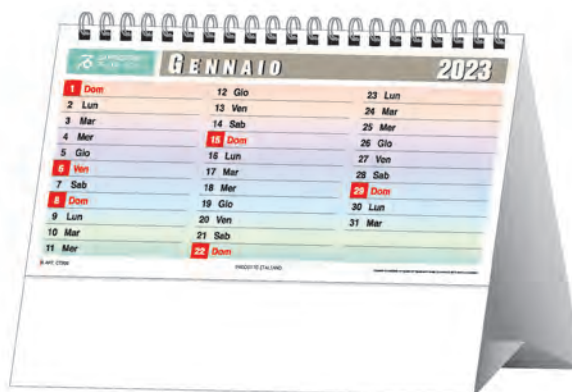 GENNAIO
2023
1 Dom
2 Lun
3 Mar
4 Mer
5 Gio
6 Ven
7 Sab
8 Dom
9 Lun
10 Mar
11 Mer
12 Gio
13 Ven
14 Sab
15 Dom
16 Lun
17 Mar
18 Mer
19 Gio
20 Ven
21 Sab
22 Dom
23 Lun
24 Mar
25 Mer
26 Gio
27 Ven
28 Sab
29 Dom
30 Lun
31 Mar
PRODOTTO ITALIANO